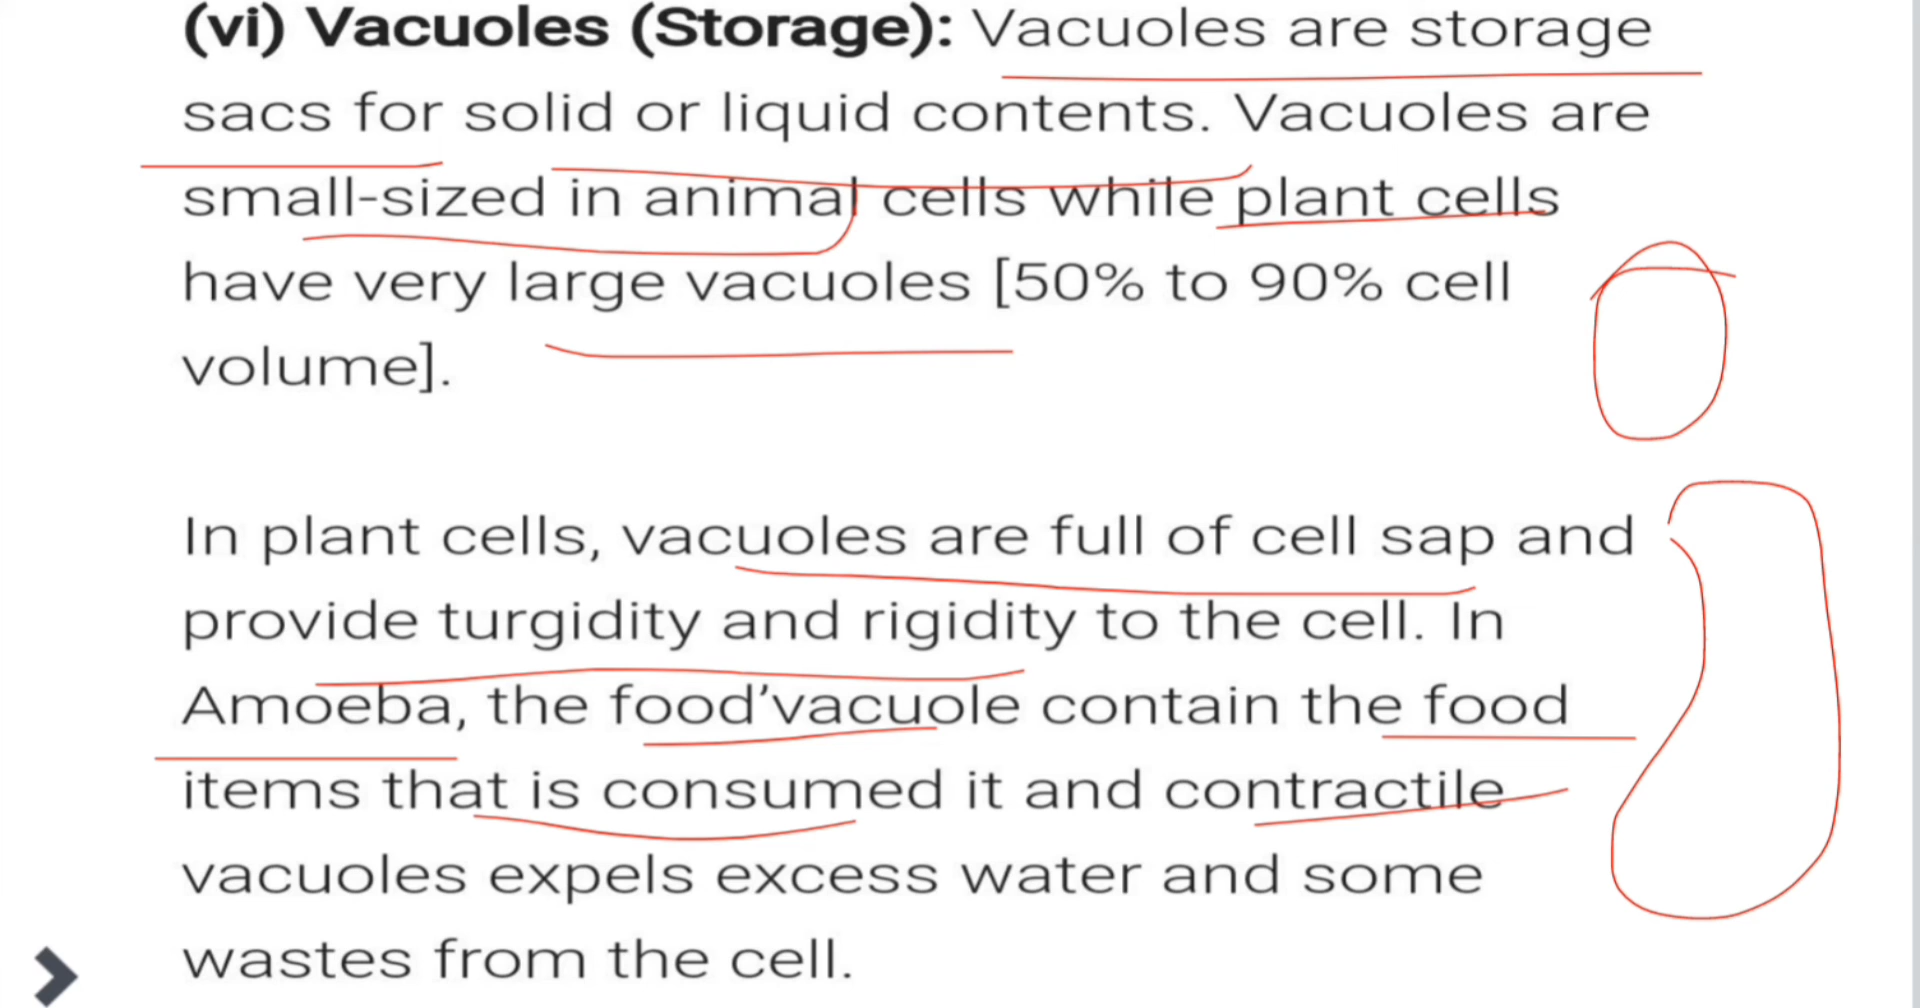 (vi) Vacuoles (Storage): Vacuoles are storage
sacs for solid or liquid contents. Vacuoles are
small-sized in animal cells while plant cells
have very large vacuoles [50% to 90% cell
volume].
In plant cells, vacuoles are full of cell sap and
provide turgidity and rigidity to the cell. In
Amoeba, the food’vacuole contain the food
items that is consumed it and contractile
vacuoles expels excess water and some
wastes from the cell.